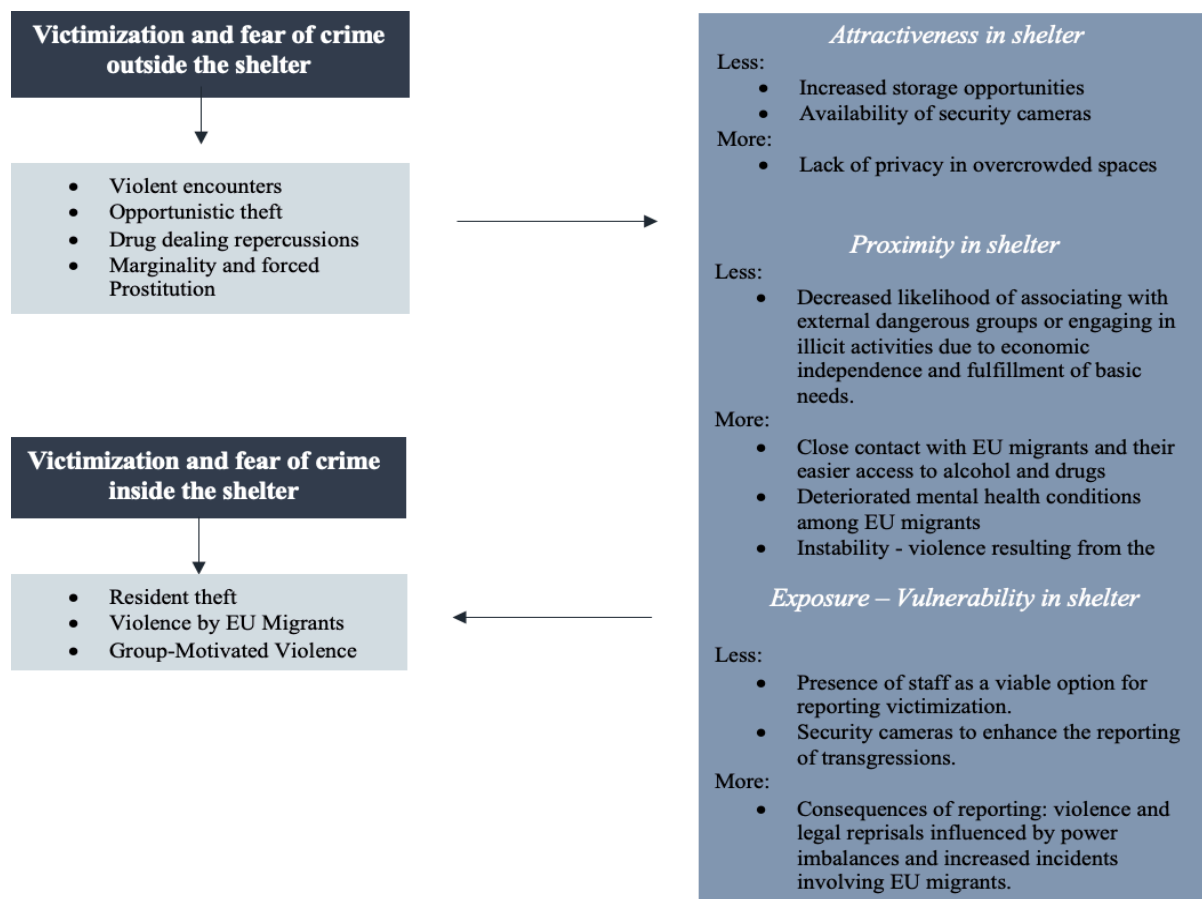 Victimization and fear of crime
outside the shelter
• Violent encounters
• Opportunistic theft
• Drug dealing repercussions
• Marginality and forced
Prostitution
Victimization and fear of crime
inside the shelter
• Resident theft
• Violence by EU Migrants
• Group-Motivated Violence
Attractiveness in shelter
Less:
• Increased storage opportunities
• Availability of security cameras
More:
• Lack of privacy in overcrowded spaces
Proximity in shelter
Less:
• Decreased likelihood of associating with
external dangerous groups or engaging in
illicit activities due to economic
independence and fulfillment of basic
needs.
More:
• Close contact with EU migrants and their
easier access to alcohol and drugs
• Deteriorated mental health conditions
among EU migrants
• Instability - violence resulting from the
Exposure – Vulnerability in shelter
Less:
• Presence of staff as a viable option for
reporting victimization.
• Security cameras to enhance the reporting
of transgressions.
More:
• Consequences of reporting: violence and
legal reprisals influenced by power
imbalances and increased incidents
involving EU migrants.